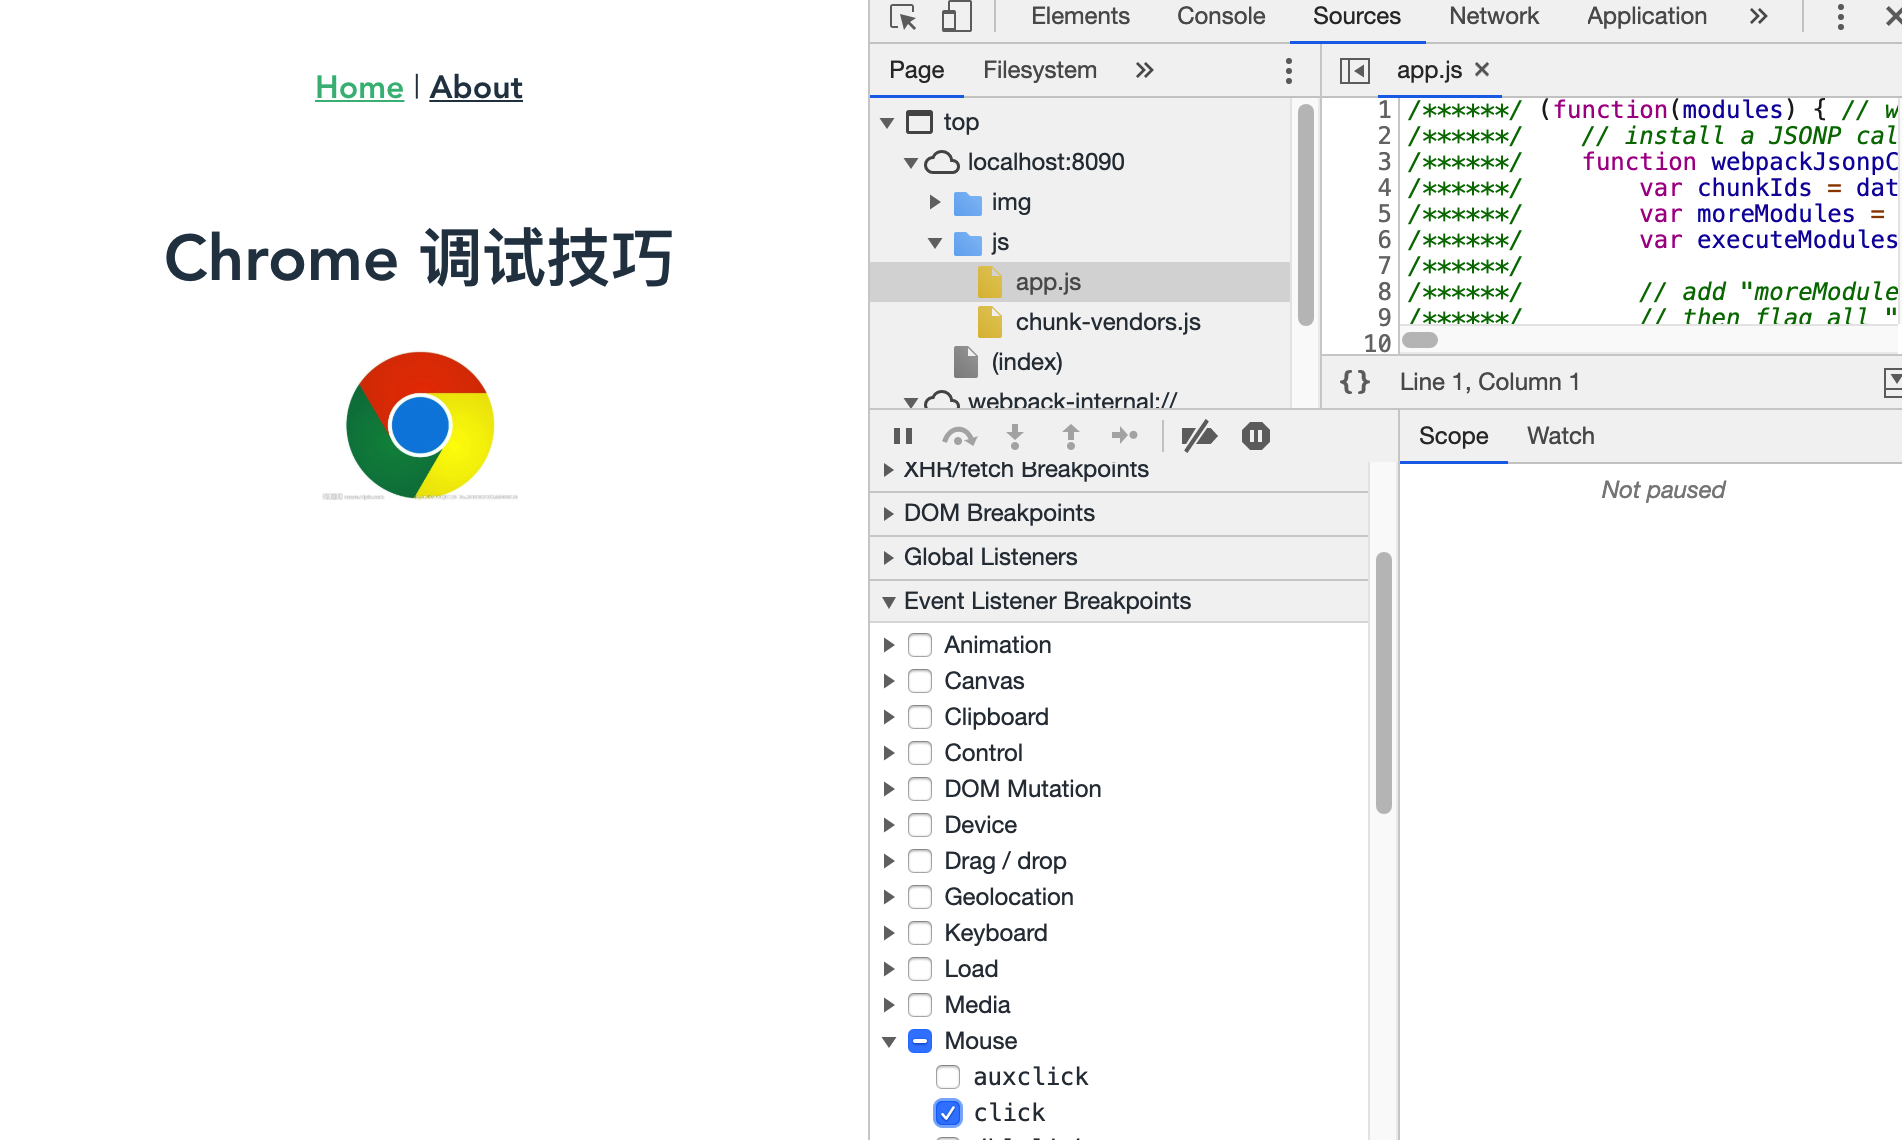 Home | About
Chrome 调试技巧
Elements Console Sources Network Application »
Page Filesystem »
top
localhost:8090
img
js
app.js
chunk-vendors.js
(index)
webpack-internal://
app.js ×
1 /******/ (function(modules) { // w
2 /******/ // install a JSONP cal
3 /******/ function webpackJsonpC
4 /******/ var chunkIds = dat
5 /******/ var moreModules =
6 /******/ var executeModules
7 /******/
8 /******/ // add "moreModule
9 /******/ // then flag all "
10
{} Line 1, Column 1
XHR/fetch Breakpoints
DOM Breakpoints
Global Listeners
Event Listener Breakpoints
Animation
Canvas
Clipboard
Control
DOM Mutation
Device
Drag / drop
Geolocation
Keyboard
Load
Media
Mouse
auxclick
click
Scope Watch
Not paused